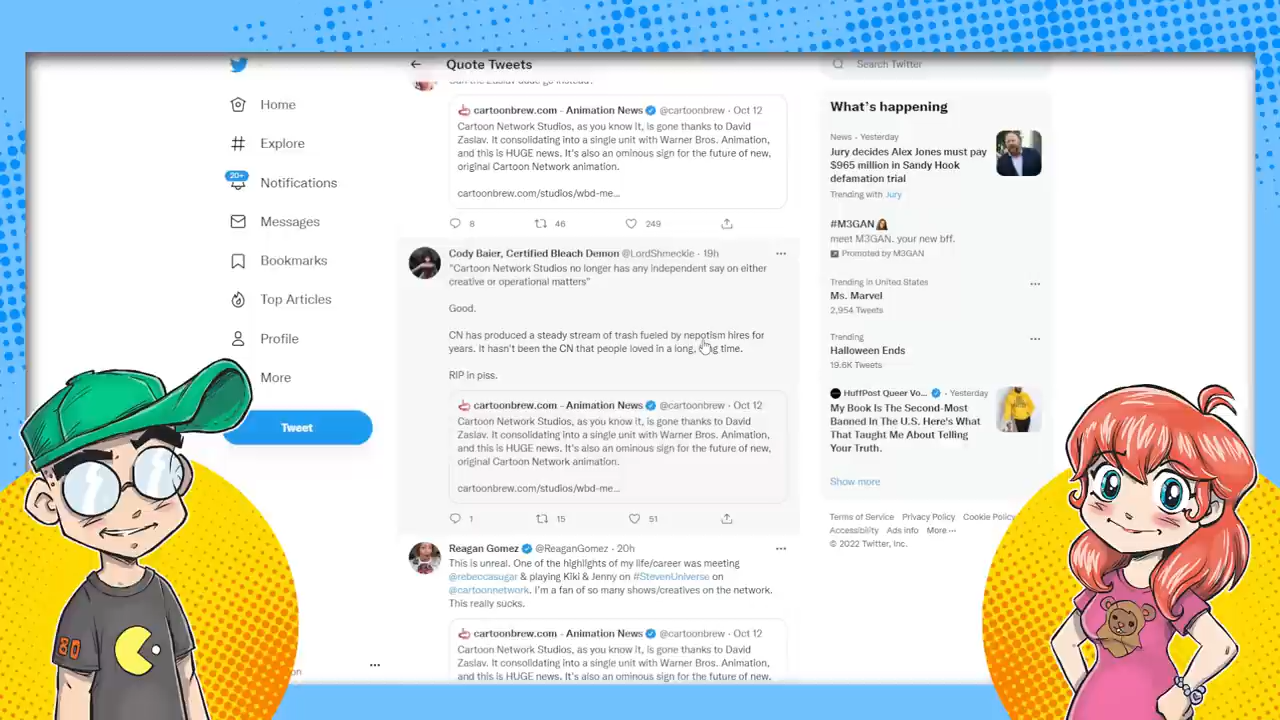 Home
Explore
20+
Notifications
Messages
Bookmarks
Top Articles
Profile
More
Tweet
Quote Tweets
cartoonbrew.com - Animation News @cartoonbrew · Oct 12
Cartoon Network Studios, as you know it, is gone thanks to David
Zaslav. It consolidating into a single unit with Warner Bros. Animation,
and this is HUGE news. It's also an ominous sign for the future of new,
original Cartoon Network animation.
cartoonbrew.com/studios/wbd-me...
8 46 249
Cody Baier, Certified Bleach Demon @LordShmeckie · 19h
"Cartoon Network Studios no longer has any independent say on either
creative or operational matters"
Good.
CN has produced a steady stream of trash fueled by nepotism hires for
years. It hasn't been the CN that people loved in a long, time.
RIP in piss.
cartoonbrew.com - Animation News @cartoonbrew · Oct 12
Cartoon Network Studios, as you know it, is gone thanks to David
Zaslav. It consolidating into a single unit with Warner Bros. Animation,
and this is HUGE news. It's also an ominous sign for the future of new,
original Cartoon Network animation.
cartoonbrew.com/studios/wbd-me...
1 15 51
Reagan Gomez @ReaganGomez · 20h
This is unreal. One of the highlights of my life/career was meeting
@rebeccasugar & playing Kiki & Jenny on #StevenUniverse on
@cartoonnetwork. I'm a fan of so many shows/creatives on the network.
This really sucks.
cartoonbrew.com - Animation News @cartoonbrew · Oct 12
Cartoon Network Studios, as you know it, is gone thanks to David
Zaslav. It consolidating into a single unit with Warner Bros. Animation,
Search Twitter
What's happening
News · Yesterday
Jury decides Alex Jones must pay
$965 million in Sandy Hook
defamation trial
Trending with Jury
#M3GAN
meet M3GAN. your new bff.
Promoted by M3GAN
Trending in United States
Ms. Marvel
2,954 Tweets
Trending
Halloween Ends
19.6K Tweets
HuffPost Queer Vo... · Yesterday
My Book Is The Second-Most
Banned In The U.S. Here's What
That Taught Me About Telling
Your Truth.
Show more
Terms of Service Privacy Policy Cookie Policy
Accessibility Ads info More ...
© 2022 Twitter, Inc.
80